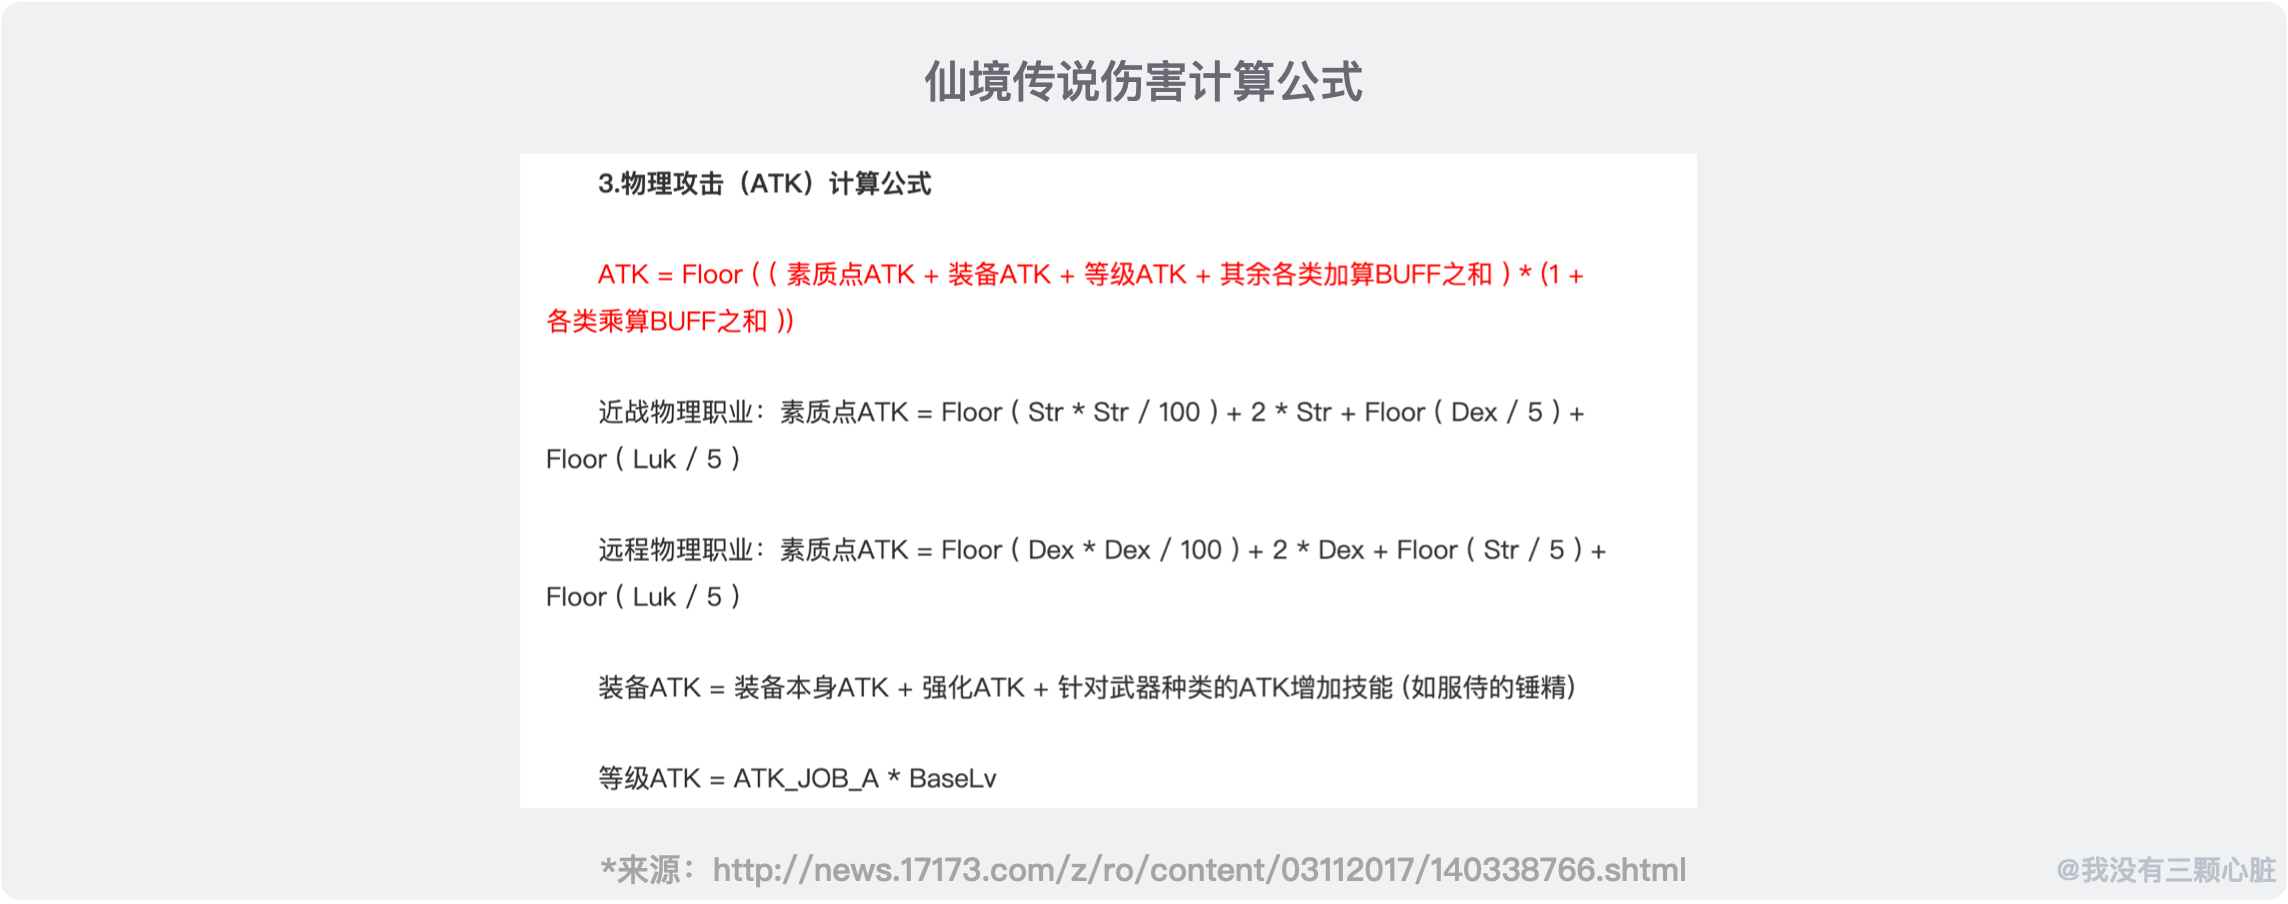 仙境传说伤害计算公式
3.物理攻击（ATK）计算公式
ATK = Floor ( ( 素质点ATK + 装备ATK + 等级ATK + 其余各类加算BUFF之和 ) * (1 +
各类乘算BUFF之和 ))
近战物理职业：素质点ATK = Floor ( Str * Str / 100 ) + 2 * Str + Floor ( Dex / 5 ) +
Floor ( Luk / 5 )
远程物理职业：素质点ATK = Floor ( Dex * Dex / 100 ) + 2 * Dex + Floor ( Str / 5 ) +
Floor ( Luk / 5 )
装备ATK = 装备本身ATK + 强化ATK + 针对武器种类的ATK增加技能 (如服侍的锤精)
等级ATK = ATK_JOB_A * BaseLv
*来源：http://news.17173.com/z/ro/content/03112017/140338766.shtml
@我没有三颗心脏